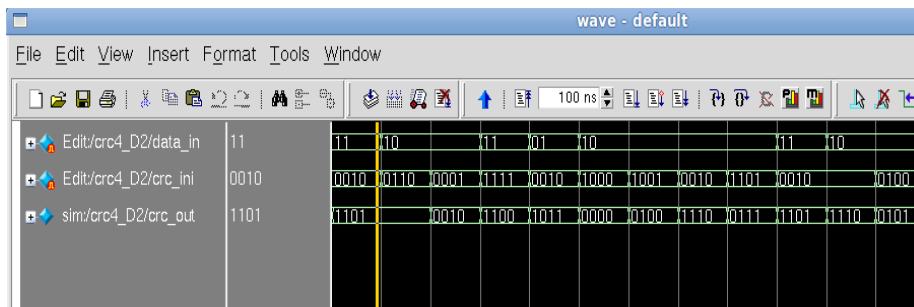 wave - default
File Edit View Insert Format Tools Window
100 ns
Edit:/crc4_D2/data_in 11 11 10 11 01 10 11 10
Edit:/crc4_D2/crc_ini 0010 0010 0110 0001 1111 0010 1000 1001 0010 1101 0010 0100
sim:/crc4_D2/crc_out 1101 1101 0010 1100 1011 0000 0100 1110 0111 1101 1110 0101